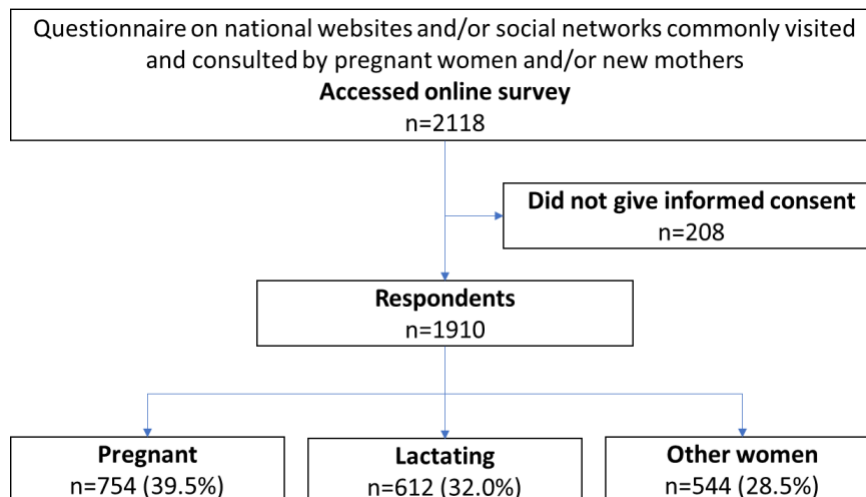 Questionnaire on national websites and/or social networks commonly visited
and consulted by pregnant women and/or new mothers
Accessed online survey
n=2118
Did not give informed consent
n=208
Respondents
n=1910
Pregnant
n=754 (39.5%)
Lactating
n=612 (32.0%)
Other women
n=544 (28.5%)